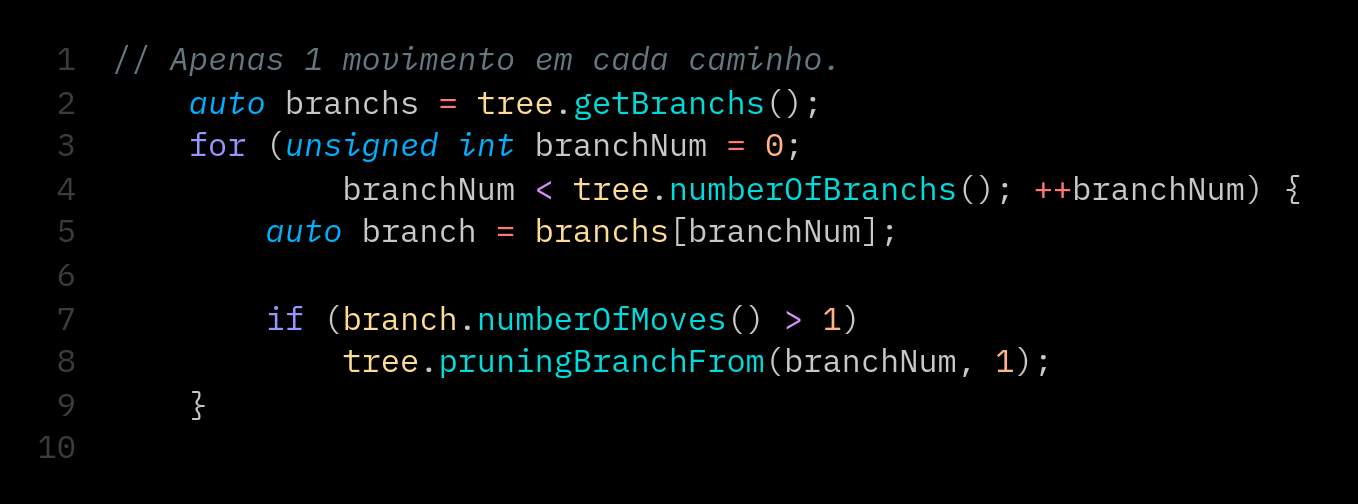 1 // Apenas 1 movimento em cada caminho.
2 auto branchs = tree.getBranchs();
3 for (unsigned int branchNum = 0;
4 branchNum < tree.numberOfBranchs(); ++branchNum) {
5 auto branch = branchs[branchNum];
6
7 if (branch.numberOfMoves() > 1)
8 tree.pruningBranchFrom(branchNum, 1);
9 }
10